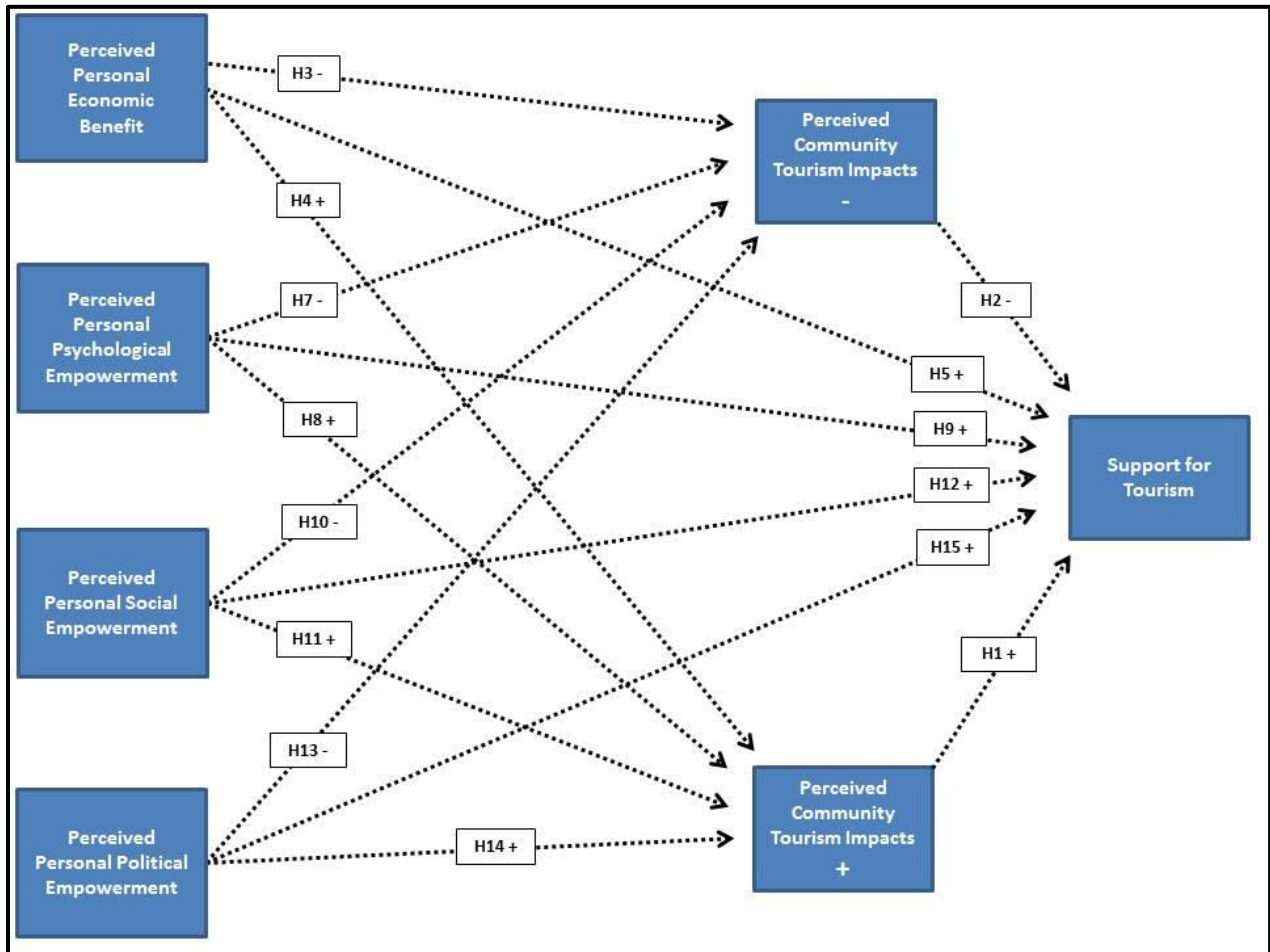 Perceived
Personal
Economic
Benefit
H3 -
Perceived
Community
Tourism Impacts
-
H4 +
Perceived
Personal
Psychological
Empowerment
H7 -
H2 -
H5 +
H8 +
H9 +
Support for
Tourism
H12 +
H10 -
H15 +
Perceived
Personal Social
Empowerment
H11 +
H1 +
H13 -
Perceived
Community
Tourism Impacts
+
Perceived
Personal Political
Empowerment
H14 +